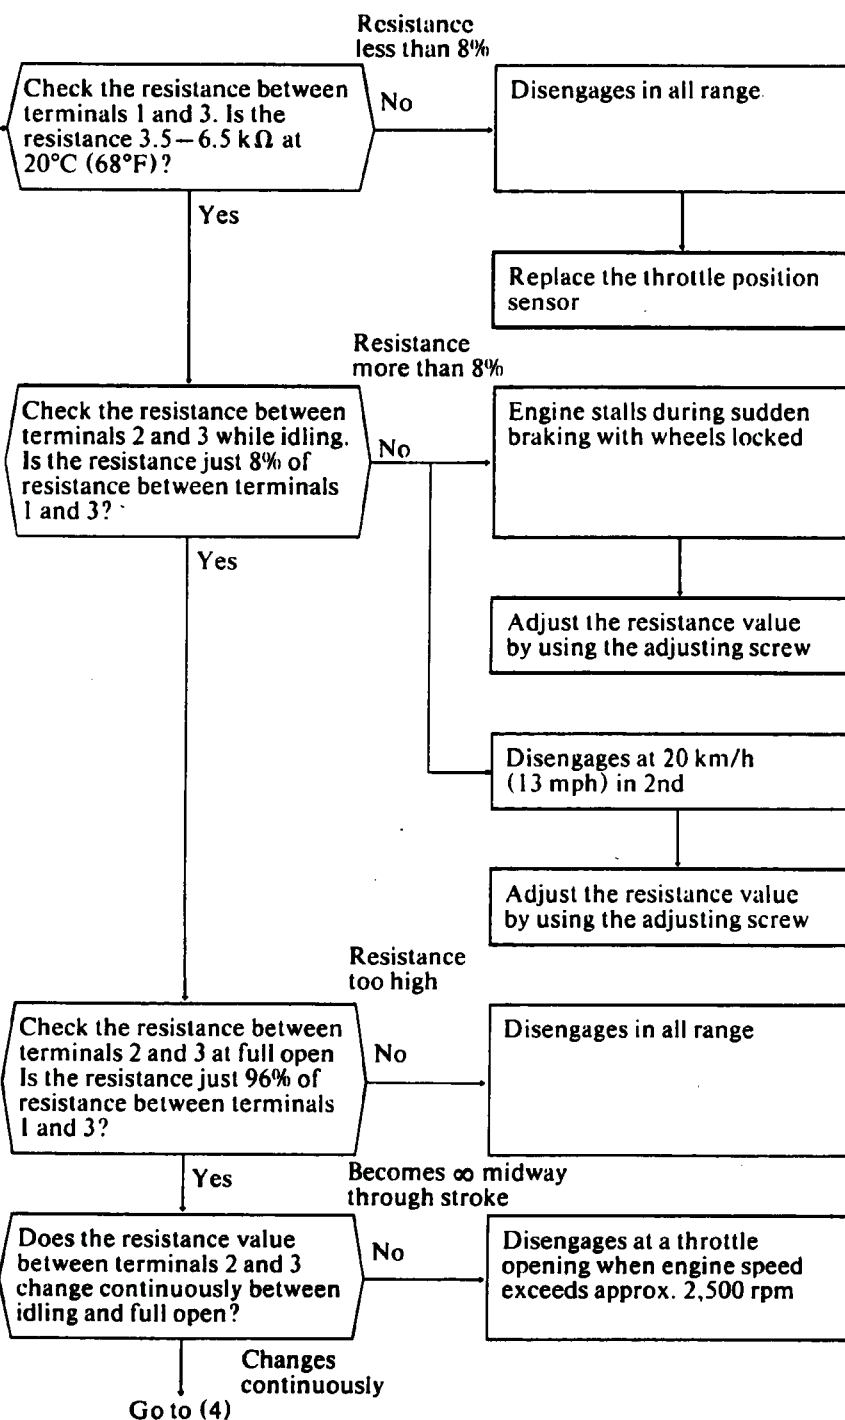 Resistance
less than 8%
Check the resistance between
terminals 1 and 3. Is the
resistance 3.5–6.5 kΩ at
20°C (68°F)?
No
Disengages in all range
Yes
Replace the throttle position
sensor
Resistance
more than 8%
Check the resistance between
terminals 2 and 3 while idling.
Is the resistance just 8% of
resistance between terminals
1 and 3?
No
Engine stalls during sudden
braking with wheels locked
Yes
Adjust the resistance value
by using the adjusting screw
Disengages at 20 km/h
(13 mph) in 2nd
Adjust the resistance value
by using the adjusting screw
Resistance
too high
Check the resistance between
terminals 2 and 3 at full open
Is the resistance just 96% of
resistance between terminals
1 and 3?
No
Disengages in all range
Yes
Becomes ∞ midway
through stroke
Does the resistance value
between terminals 2 and 3
change continuously between
idling and full open?
No
Disengages at a throttle
opening when engine speed
exceeds approx. 2,500 rpm
Changes
continuously
Go to (4)